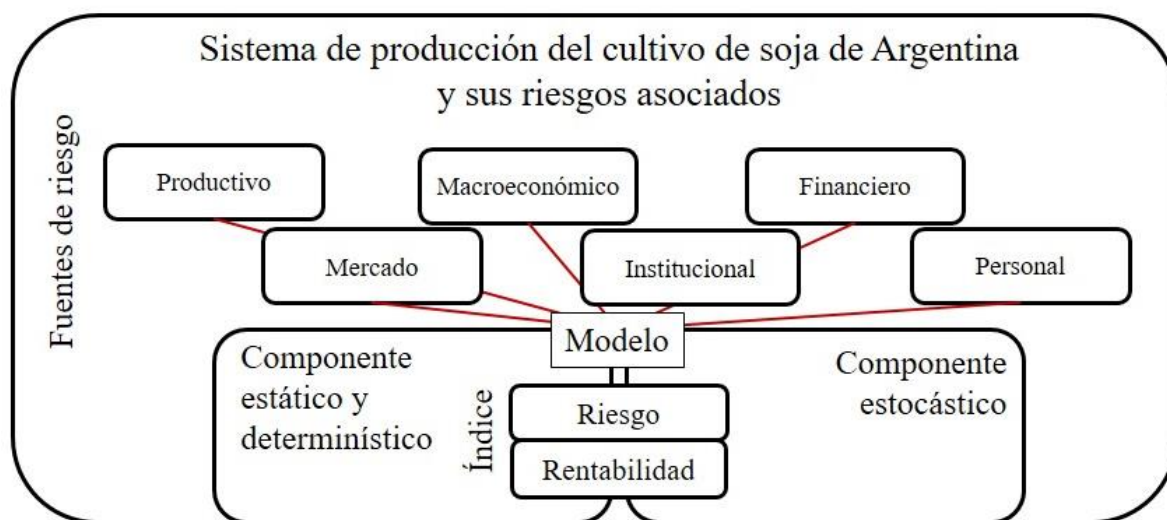 Sistema de producción del cultivo de soja de Argentina
y sus riesgos asociados
Fuentes de riesgo
Productivo
Macroeconómico
Financiero
Mercado
Institucional
Personal
Modelo
Componente
estático y
determinístico
Índice
Riesgo
Rentabilidad
Componente
estocástico